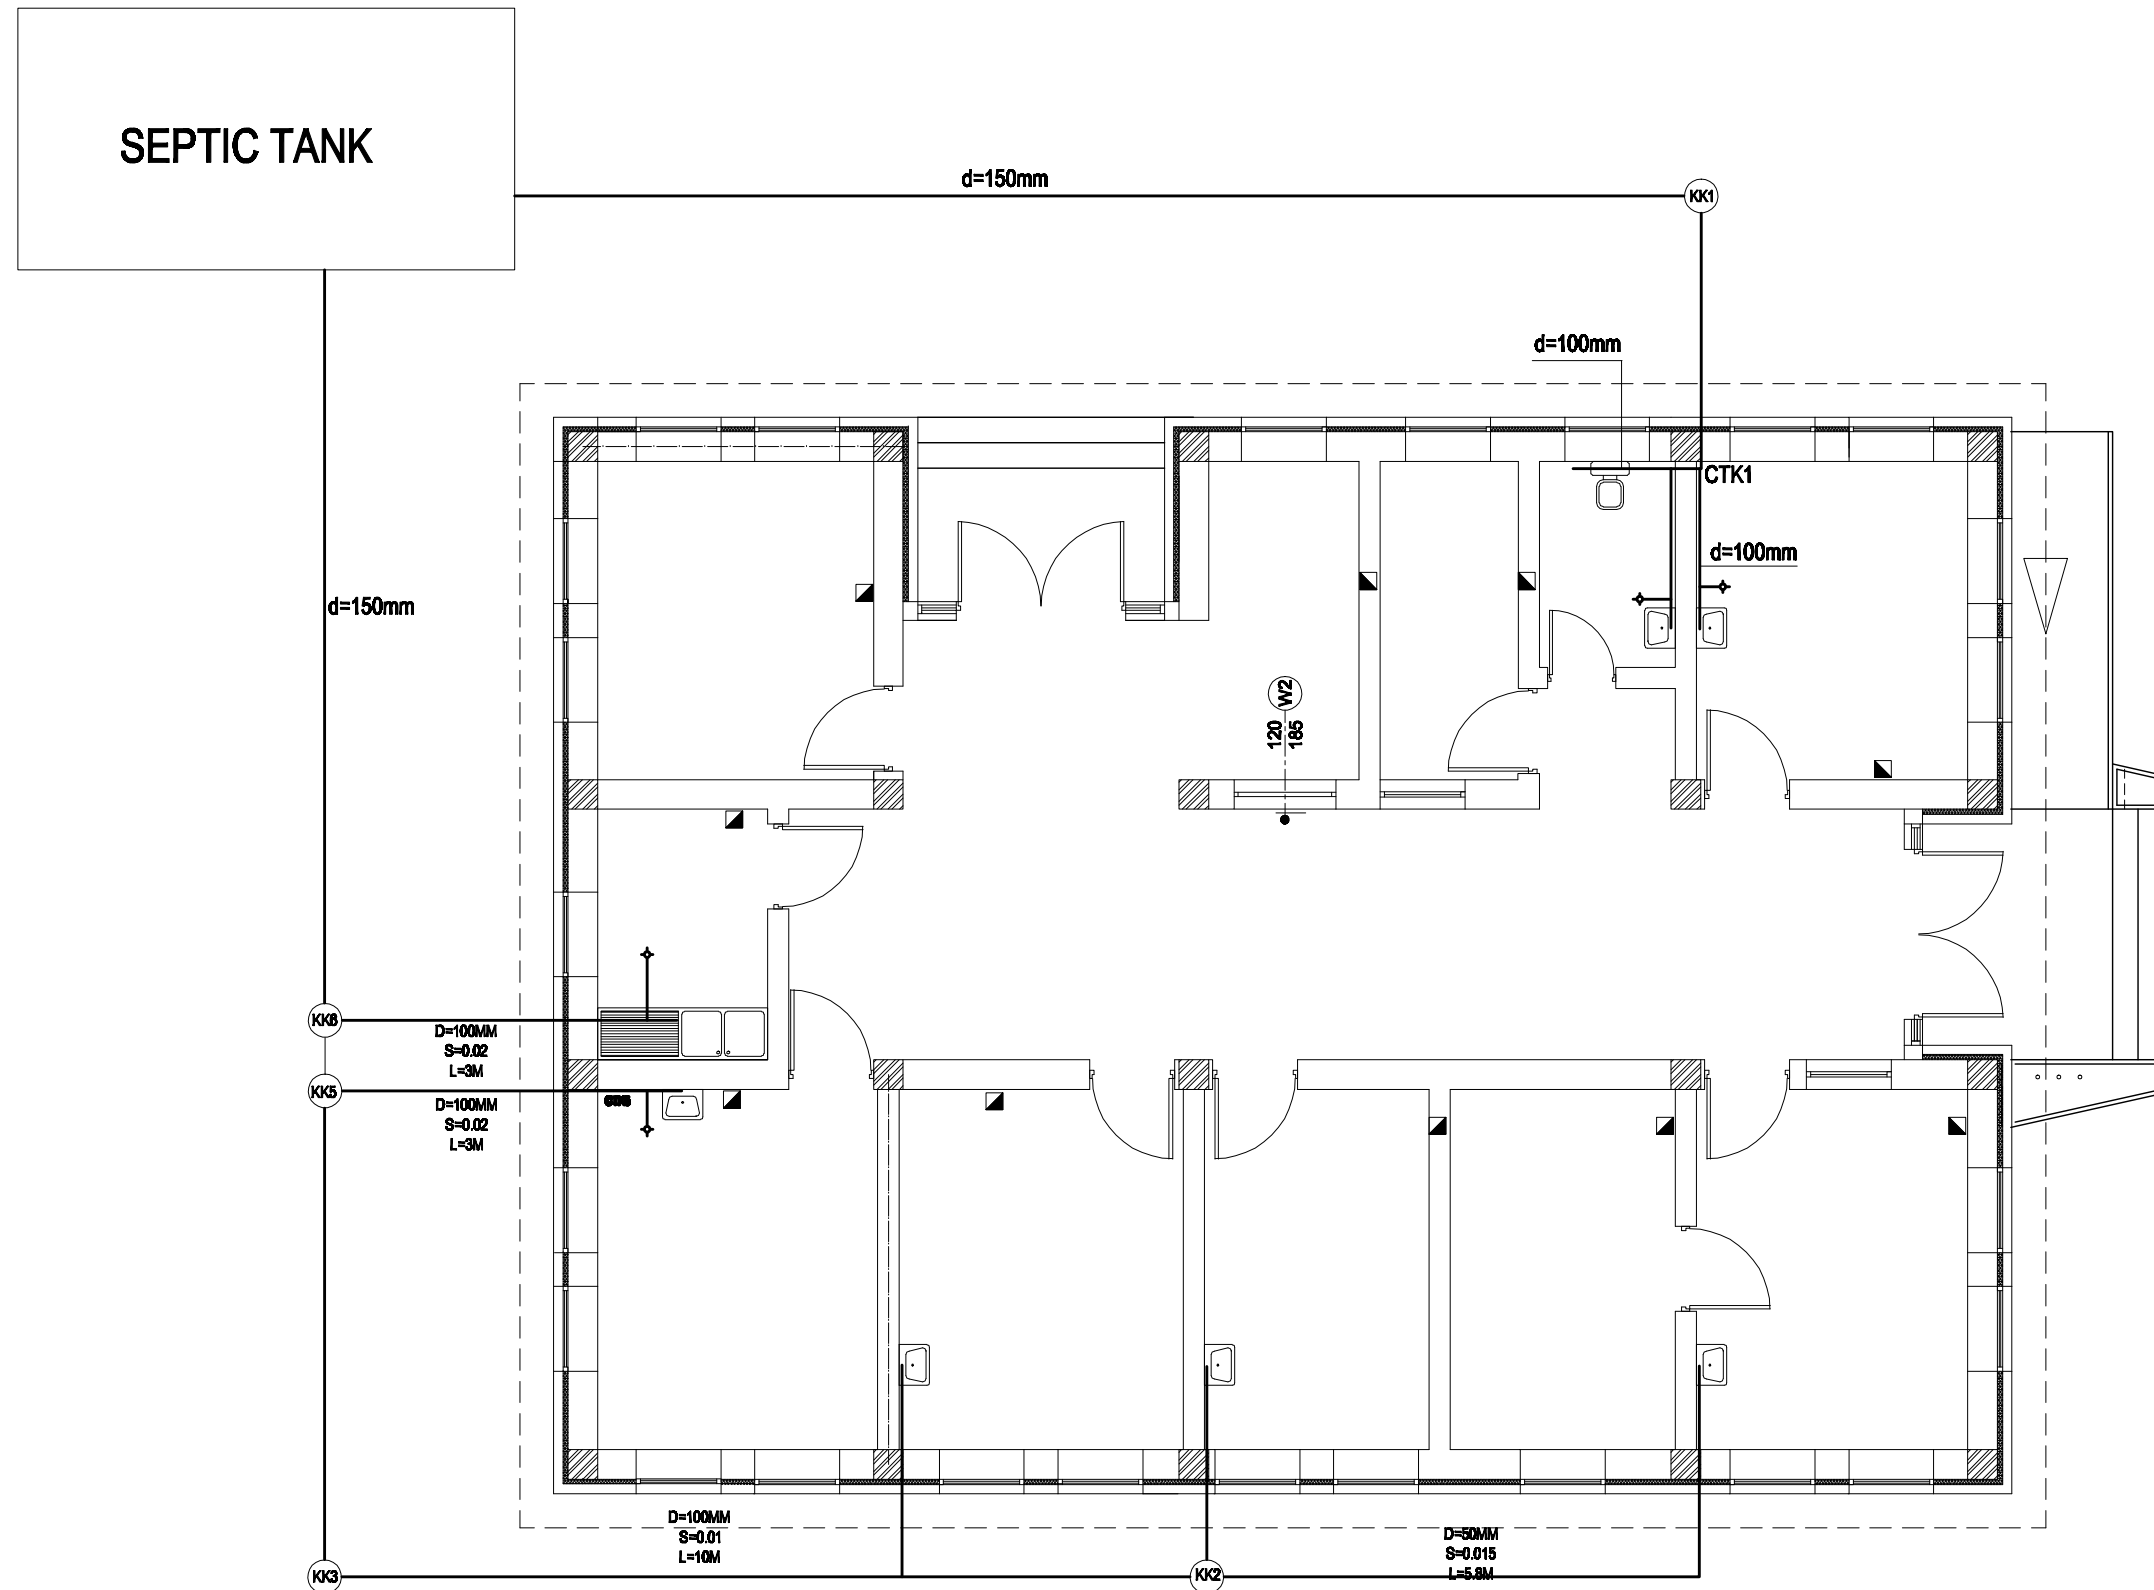 SEPTIC TANK
d=150mm
KK1
d=100mm
CTK1
d=100mm
d=150mm
W2
120
185
KK6
D=100MM
S=0.02
L=3M
KK5
D=100MM
S=0.02
L=3M
D=100MM
S=0.01
L=10M
D=50MM
S=0.015
L=5.8M
KK3
KK2